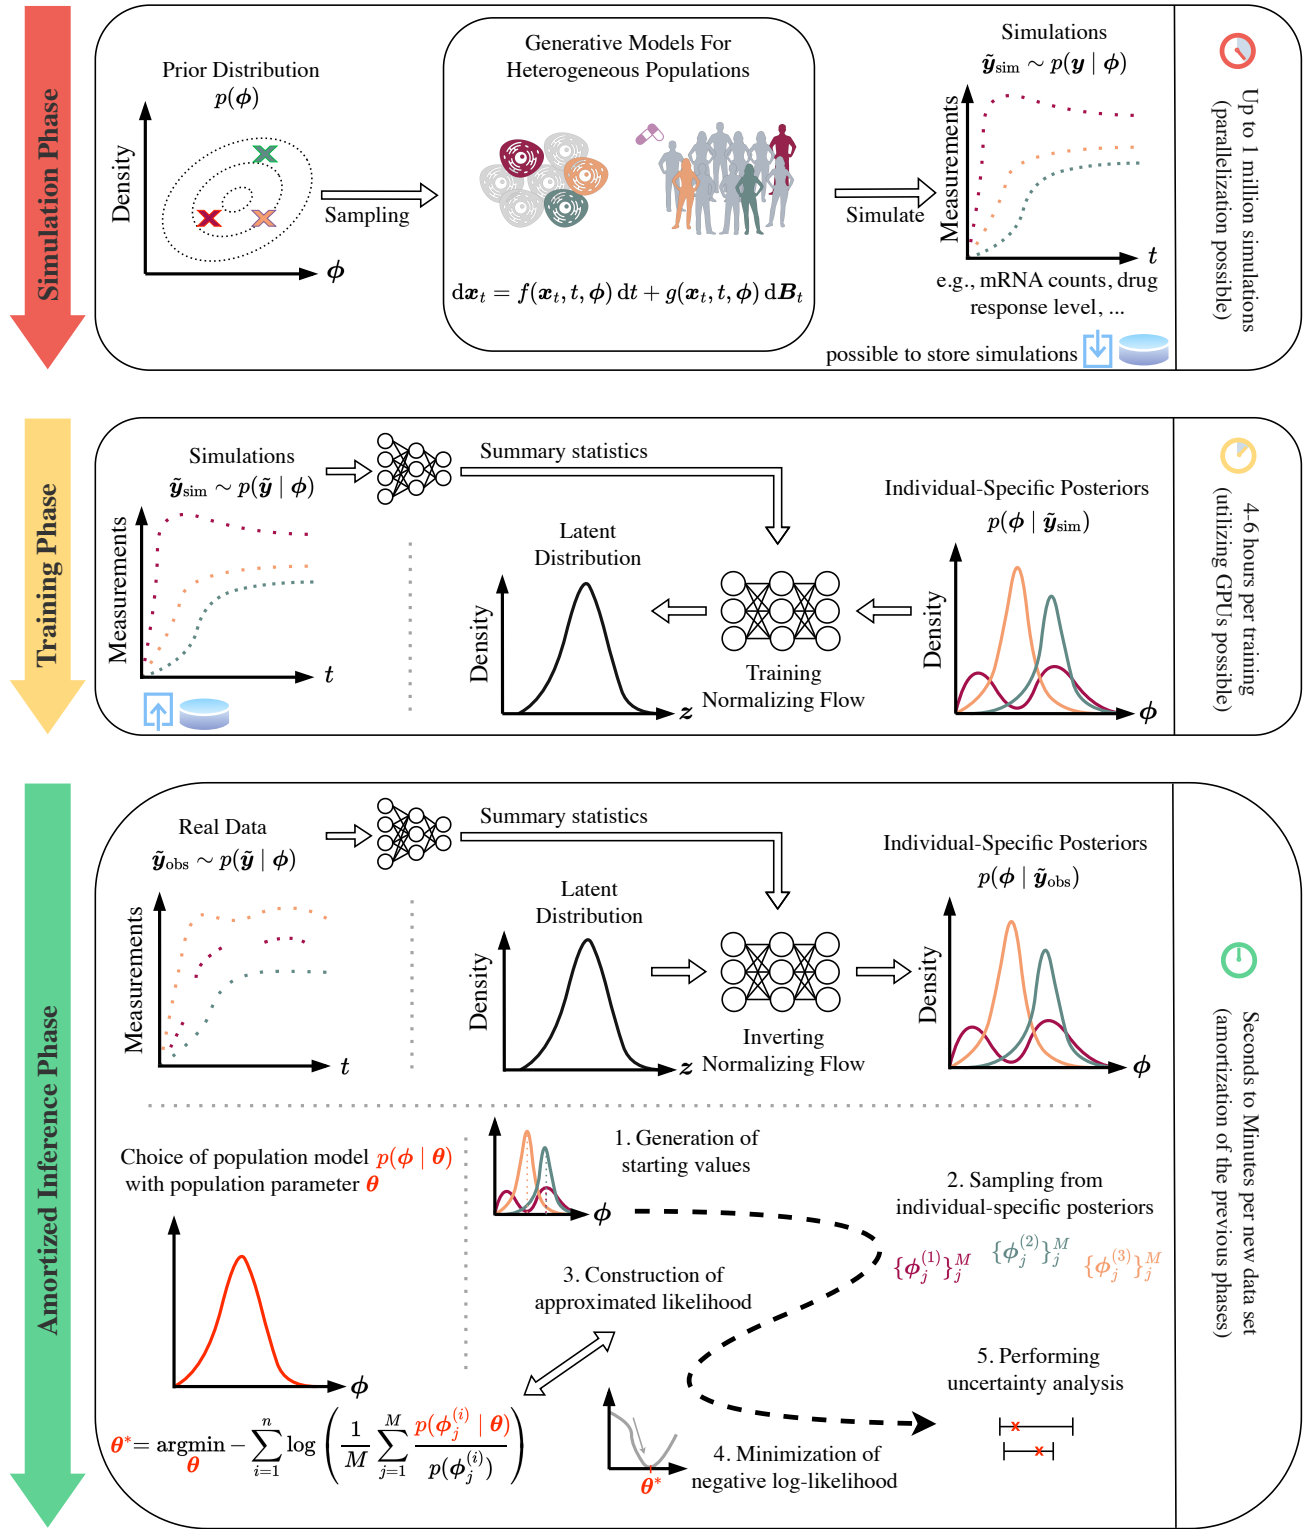 Simulation Phase
Prior Distribution
p(ϕ)
Density
ϕ
Sampling
Generative Models For
Heterogeneous Populations
d𝒙ₜ = f(𝒙ₜ, t, ϕ) dt + g(𝒙ₜ, t, ϕ) d𝑩ₜ
Simulate
Simulations
ỹ_sim ∼ p(y | ϕ)
Measurements
t
e.g., mRNA counts, drug
response level, ...
possible to store simulations
Up to 1 million simulations
(parallelization possible)
Training Phase
Simulations
ỹ_sim ∼ p(ỹ | ϕ)
Measurements
t
Summary statistics
Latent
Distribution
Density
z
Training
Normalizing Flow
Individual-Specific Posteriors
p(ϕ | ỹ_sim)
Density
ϕ
4-6 hours per training
(utilizing GPUs possible)
Amortized Inference Phase
Real Data
ỹ_obs ∼ p(ỹ | ϕ)
Measurements
t
Summary statistics
Latent
Distribution
Density
z
Inverting
Normalizing Flow
Individual-Specific Posteriors
p(ϕ | ỹ_obs)
Density
ϕ
Choice of population model p(ϕ | θ)
with population parameter θ
ϕ
θ* = argmin_θ − ∑_{i=1}^{n} log ( 1/M ∑_{j=1}^{M} p(ϕ_j^{(i)} | θ) / p(ϕ_j^{(i)}) )
ϕ
1. Generation of
starting values
2. Sampling from
individual-specific posteriors
{ϕ_j^{(1)}}_j^M {ϕ_j^{(2)}}_j^M {ϕ_j^{(3)}}_j^M
3. Construction of
approximated likelihood
4. Minimization of
negative log-likelihood
θ*
5. Performing
uncertainty analysis
Seconds to Minutes per new data set
(amortization of the previous phases)